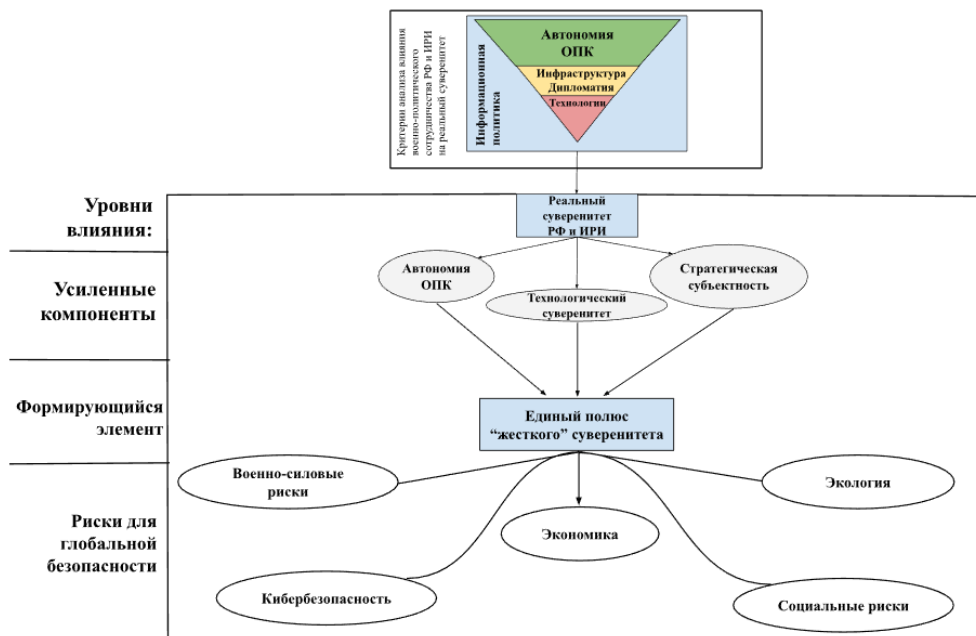 Критерии анализа влияния
военно-политического
сотрудничества РФ и ИРИ
на реальный суверенитет
Информационная
политика
Автономия
ОПК
Инфраструктура
Дипломатия
Технологии
Уровни
влияния:
Реальный
суверенитет
РФ и ИРИ
Усиленные
компоненты
Автономия
ОПК
Технологический
суверенитет
Стратегическая
субъектность
Формирующийся
элемент
Единый полюс
“жесткого” суверенитета
Риски для
глобальной
безопасности
Военно-силовые
риски
Экология
Экономика
Кибербезопасность
Социальные риски